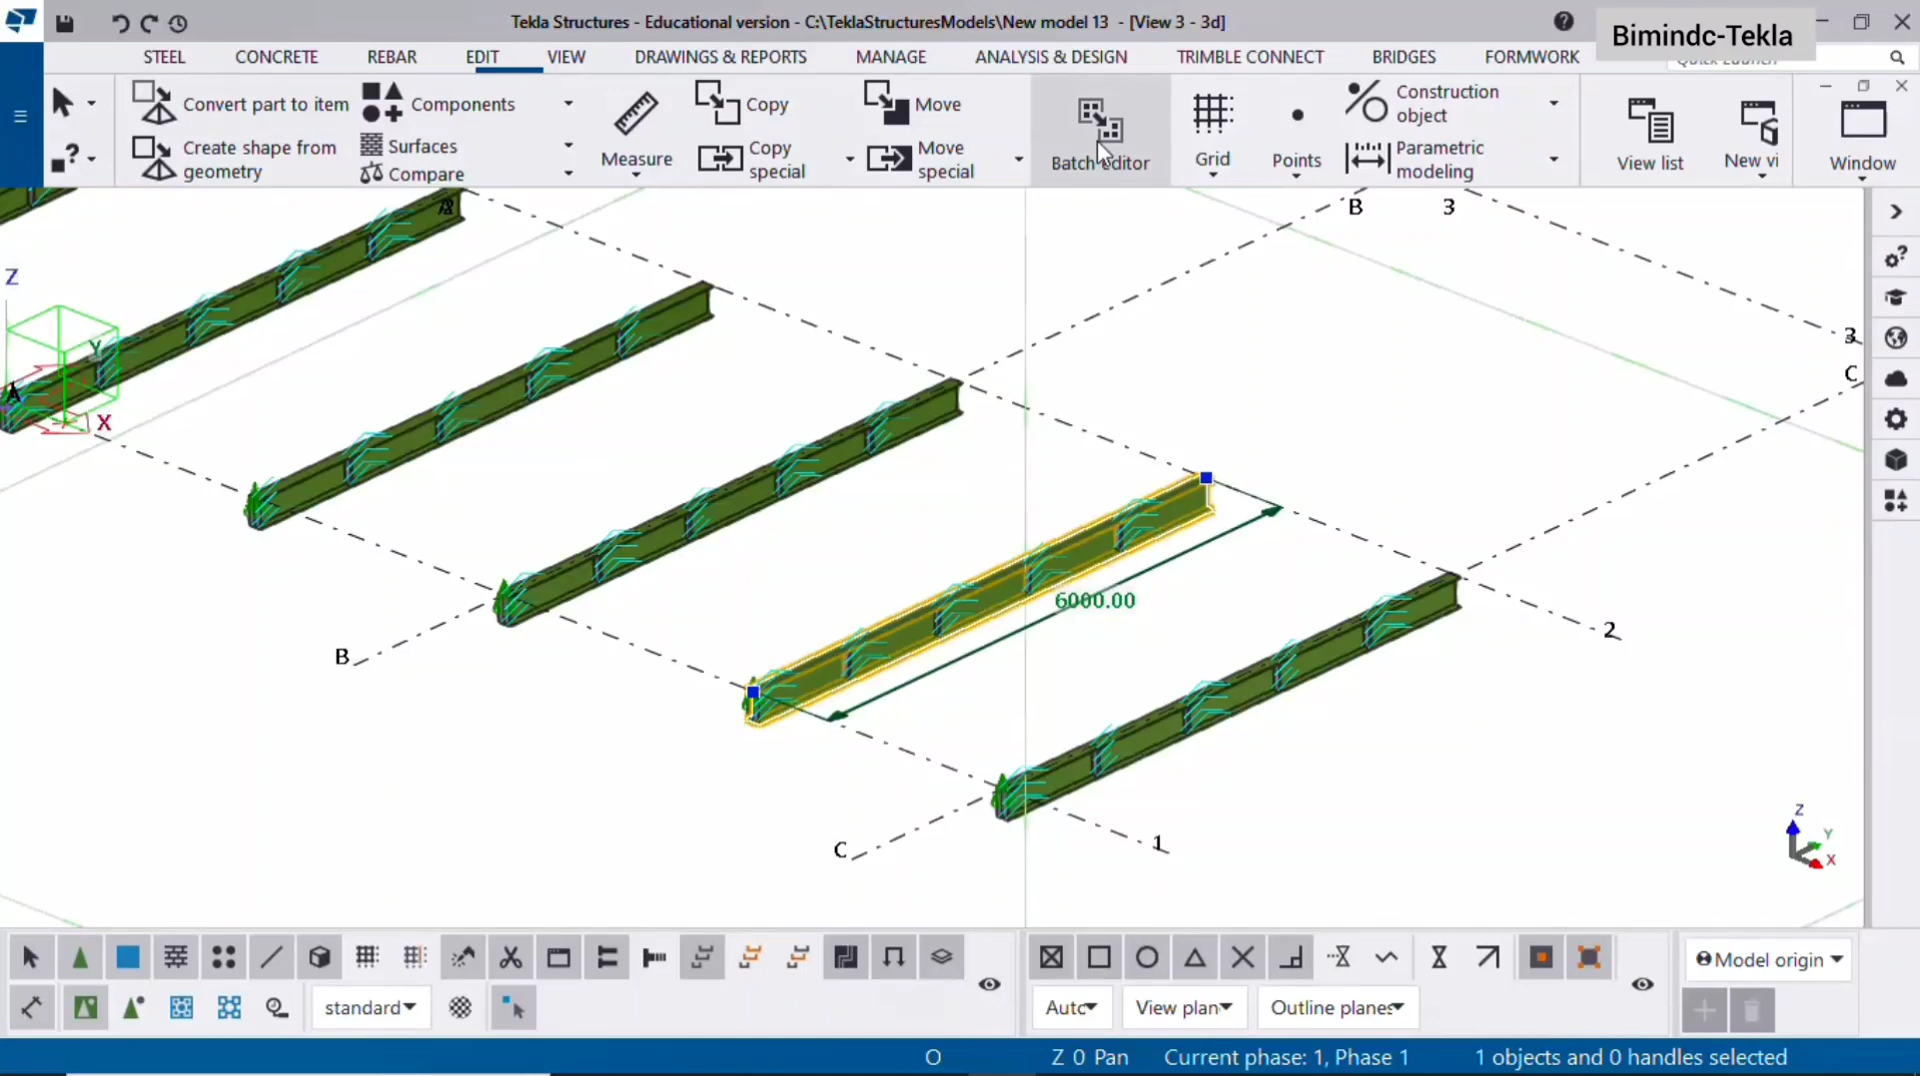 Tekla Structures - Educational version - C:\TeklaStructuresModels\New model 13 - [View 3 - 3d]
Bimindc-Tekla
STEEL CONCRETE REBAR EDIT VIEW DRAWINGS & REPORTS MANAGE ANALYSIS & DESIGN TRIMBLE CONNECT BRIDGES FORMWORK
Convert part to item
Create shape from
geometry
Components
Surfaces
Compare
Measure
Copy
Copy
special
Move
Move
special
Batch editor
Grid
Points
Construction
object
Parametric
modeling
View list
New vi
Window
B 3
Z
Y
A
X
3
C
6000.00
B
2
C
1
Z
Y
X
Model origin
standard
Auto
View plan
Outline planes
O
Z 0 Pan
Current phase: 1, Phase 1
1 objects and 0 handles selected